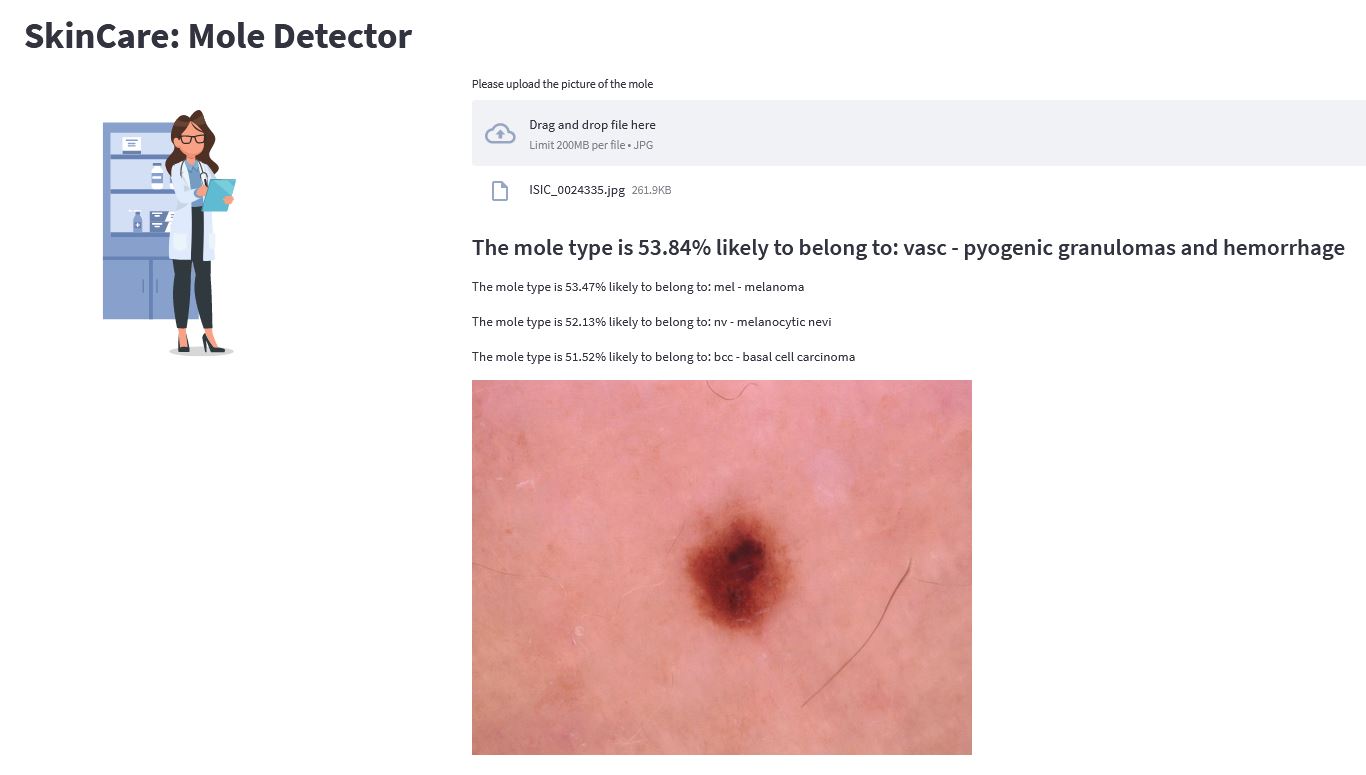 SkinCare: Mole Detector
Please upload the picture of the mole
Drag and drop file here
Limit 200MB per file • JPG
ISIC_0024335.jpg 261.9KB
The mole type is 53.84% likely to belong to: vasc - pyogenic granulomas and hemorrhage
The mole type is 53.47% likely to belong to: mel - melanoma
The mole type is 52.13% likely to belong to: nv - melanocytic nevi
The mole type is 51.52% likely to belong to: bcc - basal cell carcinoma